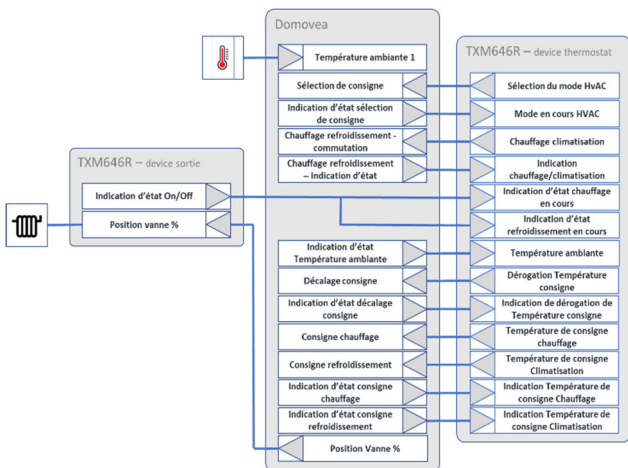 Domovea
Température ambiante 1
TXM646R – device thermostat
Sélection de consigne
Sélection du mode HvAC
Indication d'état sélection
de consigne
Mode en cours HVAC
Chauffage refroidissement -
commutation
Chauffage climatisation
Chauffage refroidissement
– Indication d'état
Indication
chauffage/climatisation
TXM646R – device sortie
Indication d'état On/Off
Indication d'état chauffage
en cours
Position vanne %
Indication d'état
refroidissement en cours
Indication d'état
Température ambiante
Température ambiante
Décalage consigne
Dérogation Température
consigne
Indication d'état décalage
consigne
Indication de dérogation de
Température consigne
Consigne chauffage
Température de consigne
chauffage
Consigne refroidissement
Température de consigne
Climatisation
Indication d'état consigne
chauffage
Indication Température de
consigne Chauffage
Indication d'état consigne
refroidissement
Indication Température de
consigne Climatisation
Position Vanne %